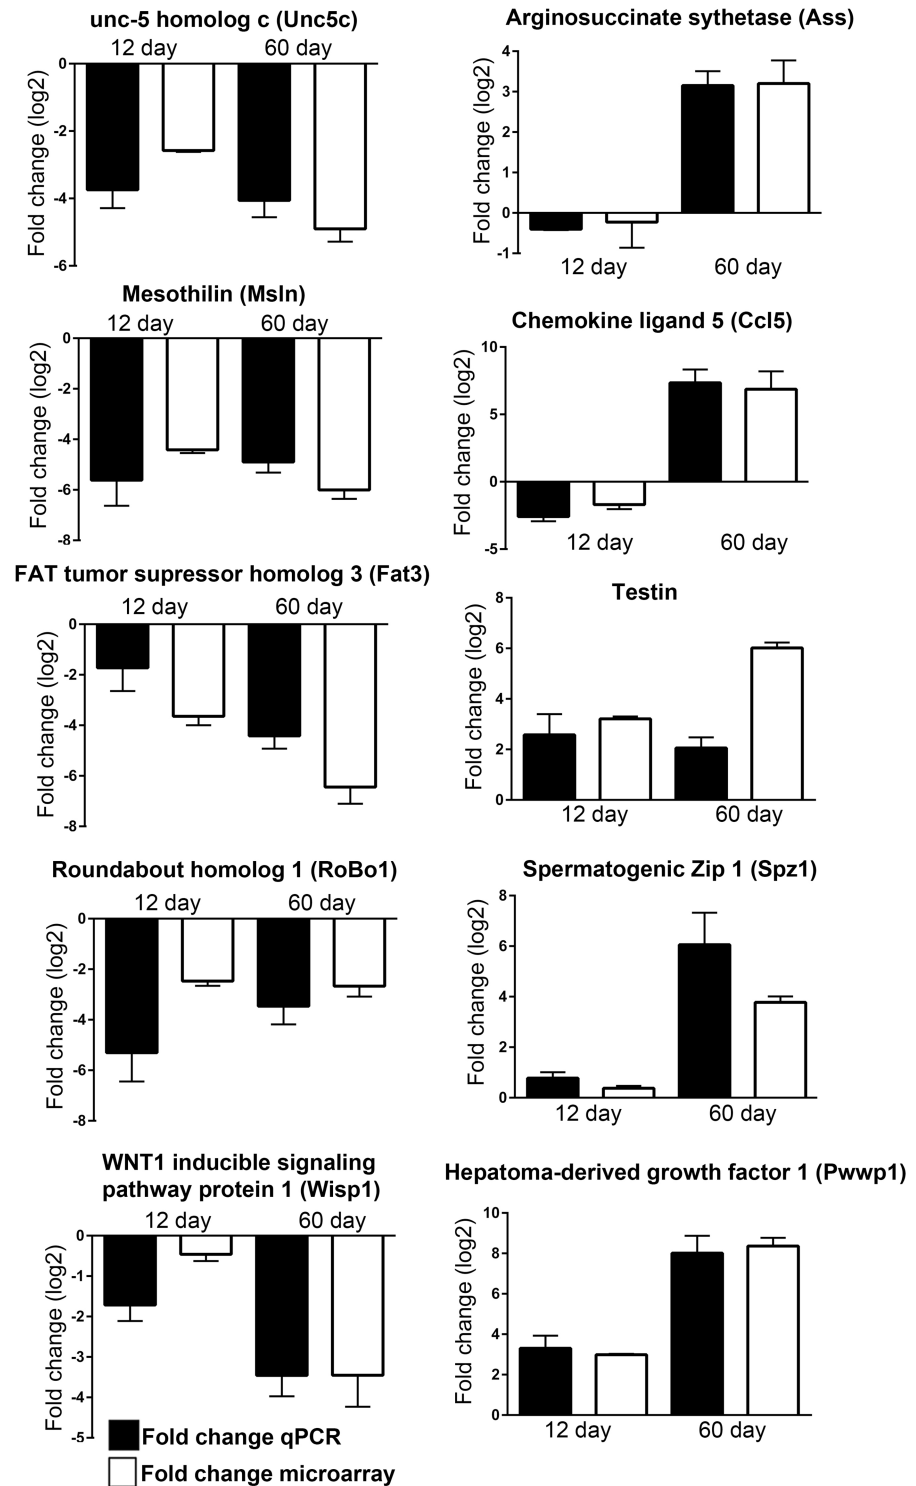 unc-5 homolog c (Unc5c)
12 day 60 day
Fold change (log2)
0
-2
-4
-6
Mesothilin (Msln)
12 day 60 day
Fold change (log2)
0
-2
-4
-6
-8
FAT tumor supressor homolog 3 (Fat3)
12 day 60 day
Fold change (log2)
0
-2
-4
-6
-8
Roundabout homolog 1 (RoBo1)
12 day 60 day
Fold change (log2)
0
-2
-4
-6
-8
WNT1 inducible signaling
pathway protein 1 (Wisp1)
12 day 60 day
Fold change (log2)
0
-1
-2
-3
-4
-5
Fold change qPCR
Fold change microarray
Arginosuccinate sythetase (Ass)
Fold change (log2)
4
3
2
1
0
-1
12 day 60 day
Chemokine ligand 5 (Ccl5)
Fold change (log2)
10
5
0
-5
12 day 60 day
Testin
Fold change (log2)
8
6
4
2
0
12 day 60 day
Spermatogenic Zip 1 (Spz1)
Fold change (log2)
8
6
4
2
0
12 day 60 day
Hepatoma-derived growth factor 1 (Pwwp1)
Fold change (log2)
10
8
6
4
2
0
12 day 60 day